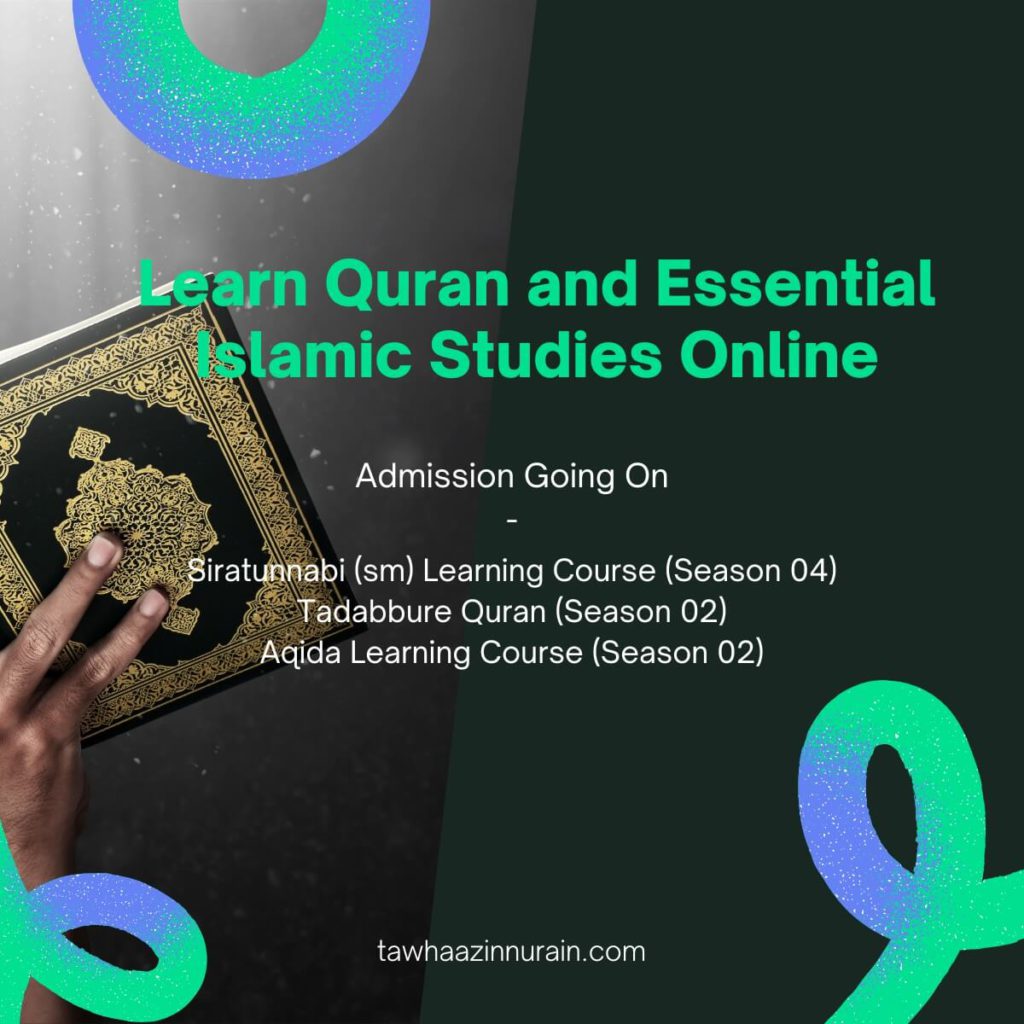 Learn Quran and Essential
Islamic Studies Online
Admission Going On
-
Siratunnabi (sm) Learning Course (Season 04)
Tadabbure Quran (Season 02)
Aqida Learning Course (Season 02)
tawhaazinnurain.com